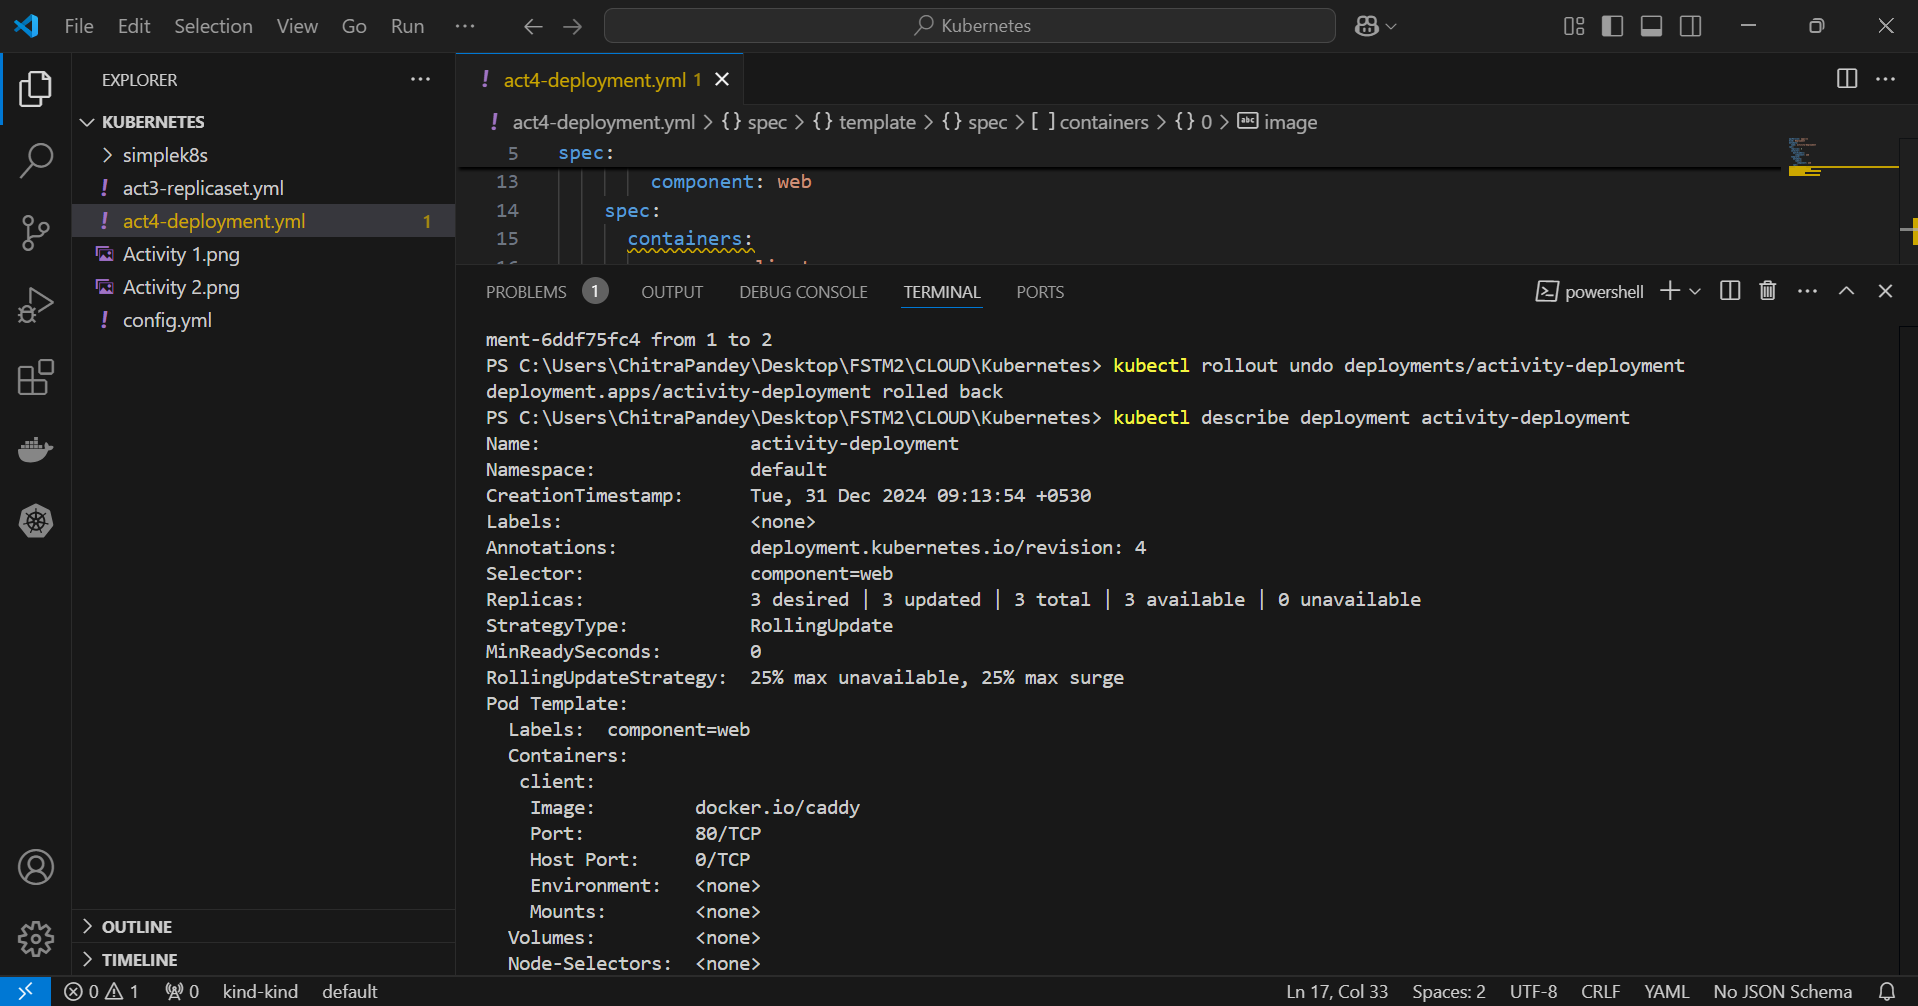 File Edit Selection View Go Run ··· Kubernetes
EXPLORER
KUBERNETES
simplek8s
act3-replicaset.yml
act4-deployment.yml 1
Activity 1.png
Activity 2.png
config.yml
OUTLINE
TIMELINE
act4-deployment.yml 1
act4-deployment.yml > {} spec > {} template > {} spec > [ ] containers > {} 0 > abc image
5 spec:
13 component: web
14 spec:
15 containers:
PROBLEMS 1 OUTPUT DEBUG CONSOLE TERMINAL PORTS powershell
ment-6ddf75fc4 from 1 to 2
PS C:\Users\ChitraPandey\Desktop\FSTM2\CLOUD\Kubernetes> kubectl rollout undo deployments/activity-deployment
deployment.apps/activity-deployment rolled back
PS C:\Users\ChitraPandey\Desktop\FSTM2\CLOUD\Kubernetes> kubectl describe deployment activity-deployment
Name: activity-deployment
Namespace: default
CreationTimestamp: Tue, 31 Dec 2024 09:13:54 +0530
Labels: <none>
Annotations: deployment.kubernetes.io/revision: 4
Selector: component=web
Replicas: 3 desired | 3 updated | 3 total | 3 available | 0 unavailable
StrategyType: RollingUpdate
MinReadySeconds: 0
RollingUpdateStrategy: 25% max unavailable, 25% max surge
Pod Template:
Labels: component=web
Containers:
client:
Image: docker.io/caddy
Port: 80/TCP
Host Port: 0/TCP
Environment: <none>
Mounts: <none>
Volumes: <none>
Node-Selectors: <none>
0 1 0 kind-kind default Ln 17, Col 33 Spaces: 2 UTF-8 CRLF YAML No JSON Schema